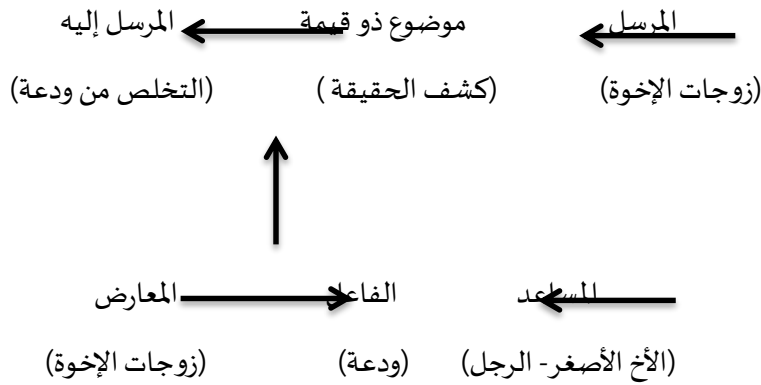 المرسل موضوع ذو قيمة المرسل إليه
(زوجات الإخوة) (كشف الحقيقة ) (التخلص من ودعة)
المساعد الفاعل المعارض
(الأخ الأصغر- الرجل) (ودعة) (زوجات الإخوة)